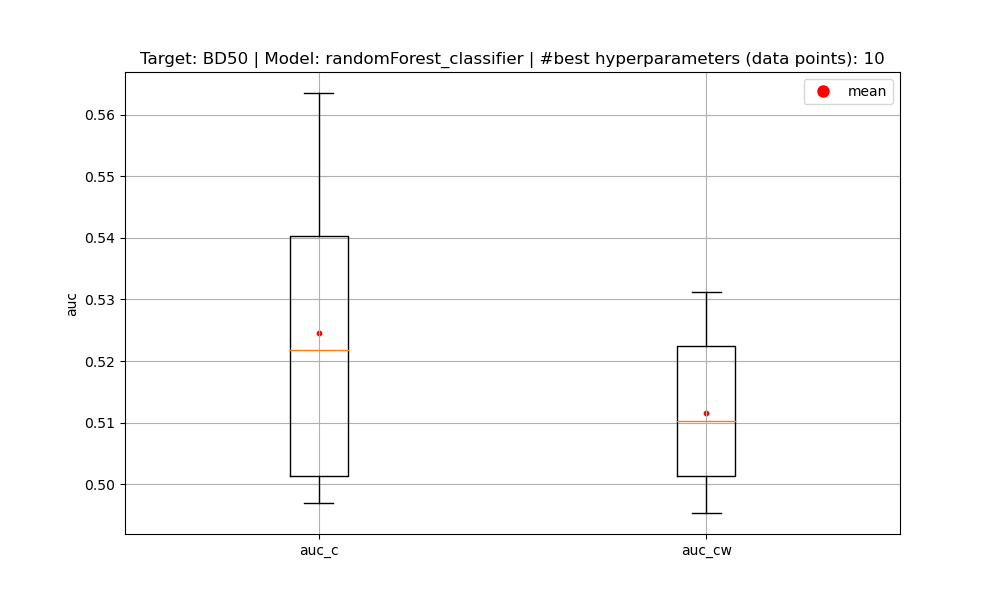 Target: BD50 | Model: randomForest_classifier | #best hyperparameters (data points): 10
mean
0.56
0.55
0.54
0.53
0.52
0.51
0.50
auc
auc_c
auc_cw